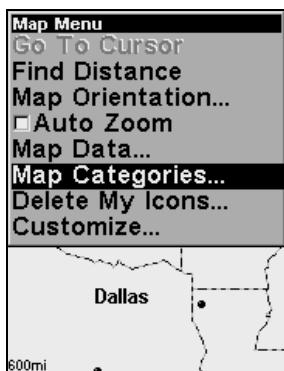 Map Menu
Go To Cursor
Find Distance
Map Orientation...
Auto Zoom
Map Data...
Map Categories...
Delete My Icons...
Customize...
Dallas
600mi